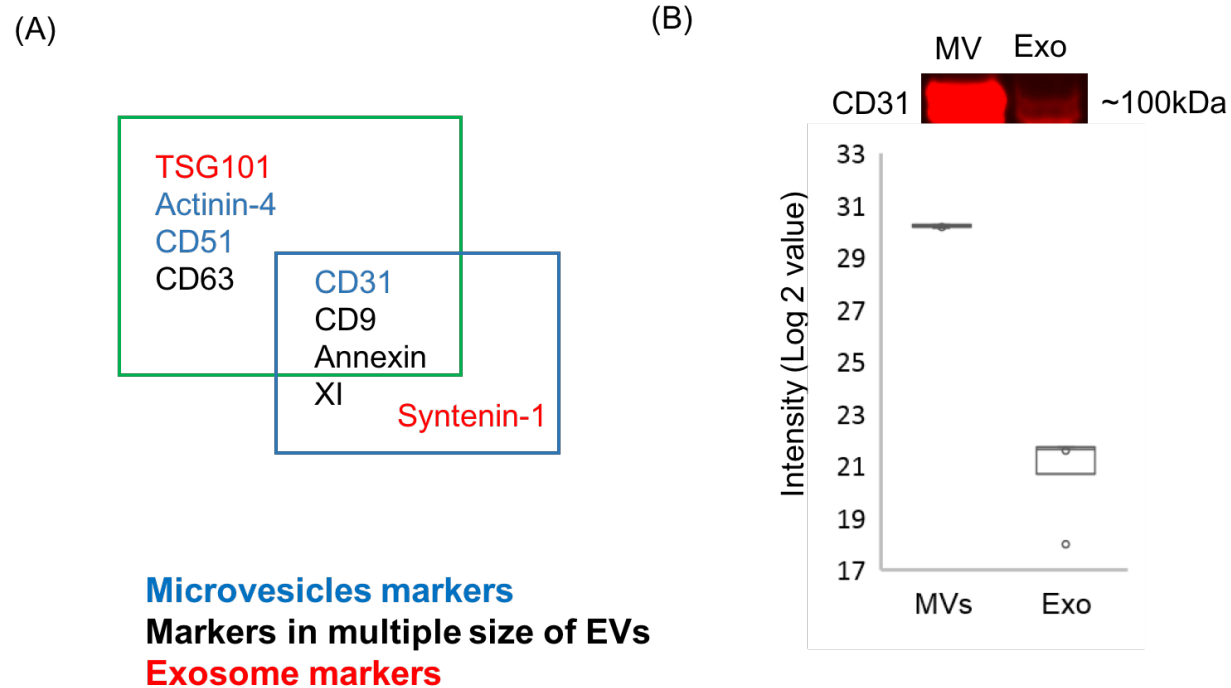 (A)
TSG101
Actinin-4
CD51
CD63
CD31
CD9
Annexin
XI
Syntenin-1
Microvesicles markers
Markers in multiple size of EVs
Exosome markers
(B)
MV Exo
CD31 ~100kDa
Intensity (Log 2 value)
33
31
29
27
25
23
21
19
17
MVs Exo